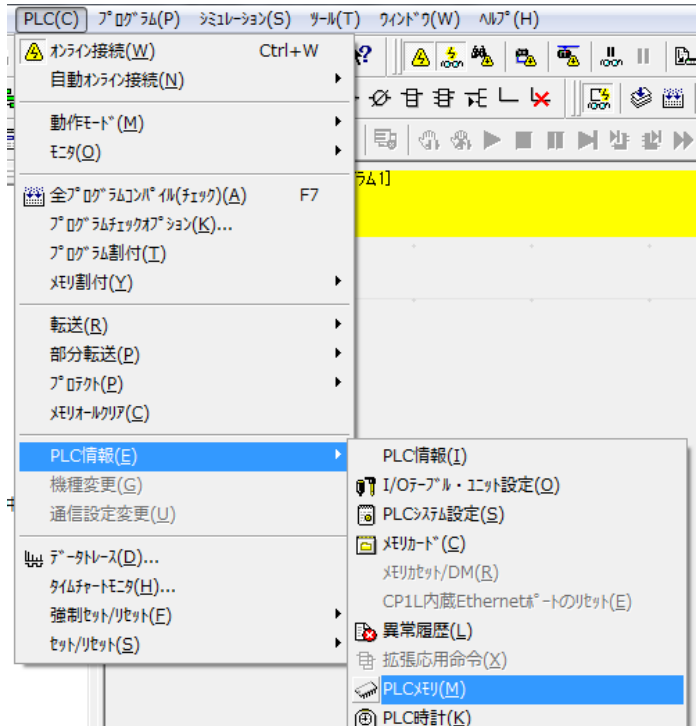 PLC(C) ﾌﾟﾛｸﾞﾗﾑ(P) ｼﾐｭﾚｰｼｮﾝ(S) ﾂｰﾙ(T) ｳｨﾝﾄﾞｳ(W) ﾍﾙﾌﾟ(H)
ｵﾝﾗｲﾝ接続(W) Ctrl+W
自動ｵﾝﾗｲﾝ接続(N)
動作ﾓｰﾄﾞ(M)
ﾓﾆﾀ(O)
ﾗﾑ1]
全ﾌﾟﾛｸﾞﾗﾑｺﾝﾊﾟｲﾙ(ﾁｪｯｸ)(A) F7
ﾌﾟﾛｸﾞﾗﾑﾁｪｯｸｵﾌﾟｼｮﾝ(K)...
ﾌﾟﾛｸﾞﾗﾑ割付(T)
ﾒﾓﾘ割付(Y)
転送(R)
部分転送(P)
ﾌﾟﾛﾃｸﾄ(P)
ﾒﾓﾘｵｰﾙｸﾘｱ(C)
PLC情報(E)
機種変更(G)
通信設定変更(U)
ﾃﾞｰﾀﾄﾚｰｽ(D)...
ﾀｲﾑﾁｬｰﾄﾓﾆﾀ(H)...
強制ｾｯﾄ/ﾘｾｯﾄ(F)
ｾｯﾄ/ﾘｾｯﾄ(S)
PLC情報(I)
I/Oﾃｰﾌﾞﾙ・ﾕﾆｯﾄ設定(O)
PLCｼｽﾃﾑ設定(S)
ﾒﾓﾘｶｰﾄﾞ(C)
ﾒﾓﾘｶｾｯﾄ/DM(R)
CP1L内蔵Ethernetﾎﾟｰﾄのﾘｾｯﾄ(E)
異常履歴(L)
拡張応用命令(X)
PLCﾒﾓﾘ(M)
PLC時計(K)